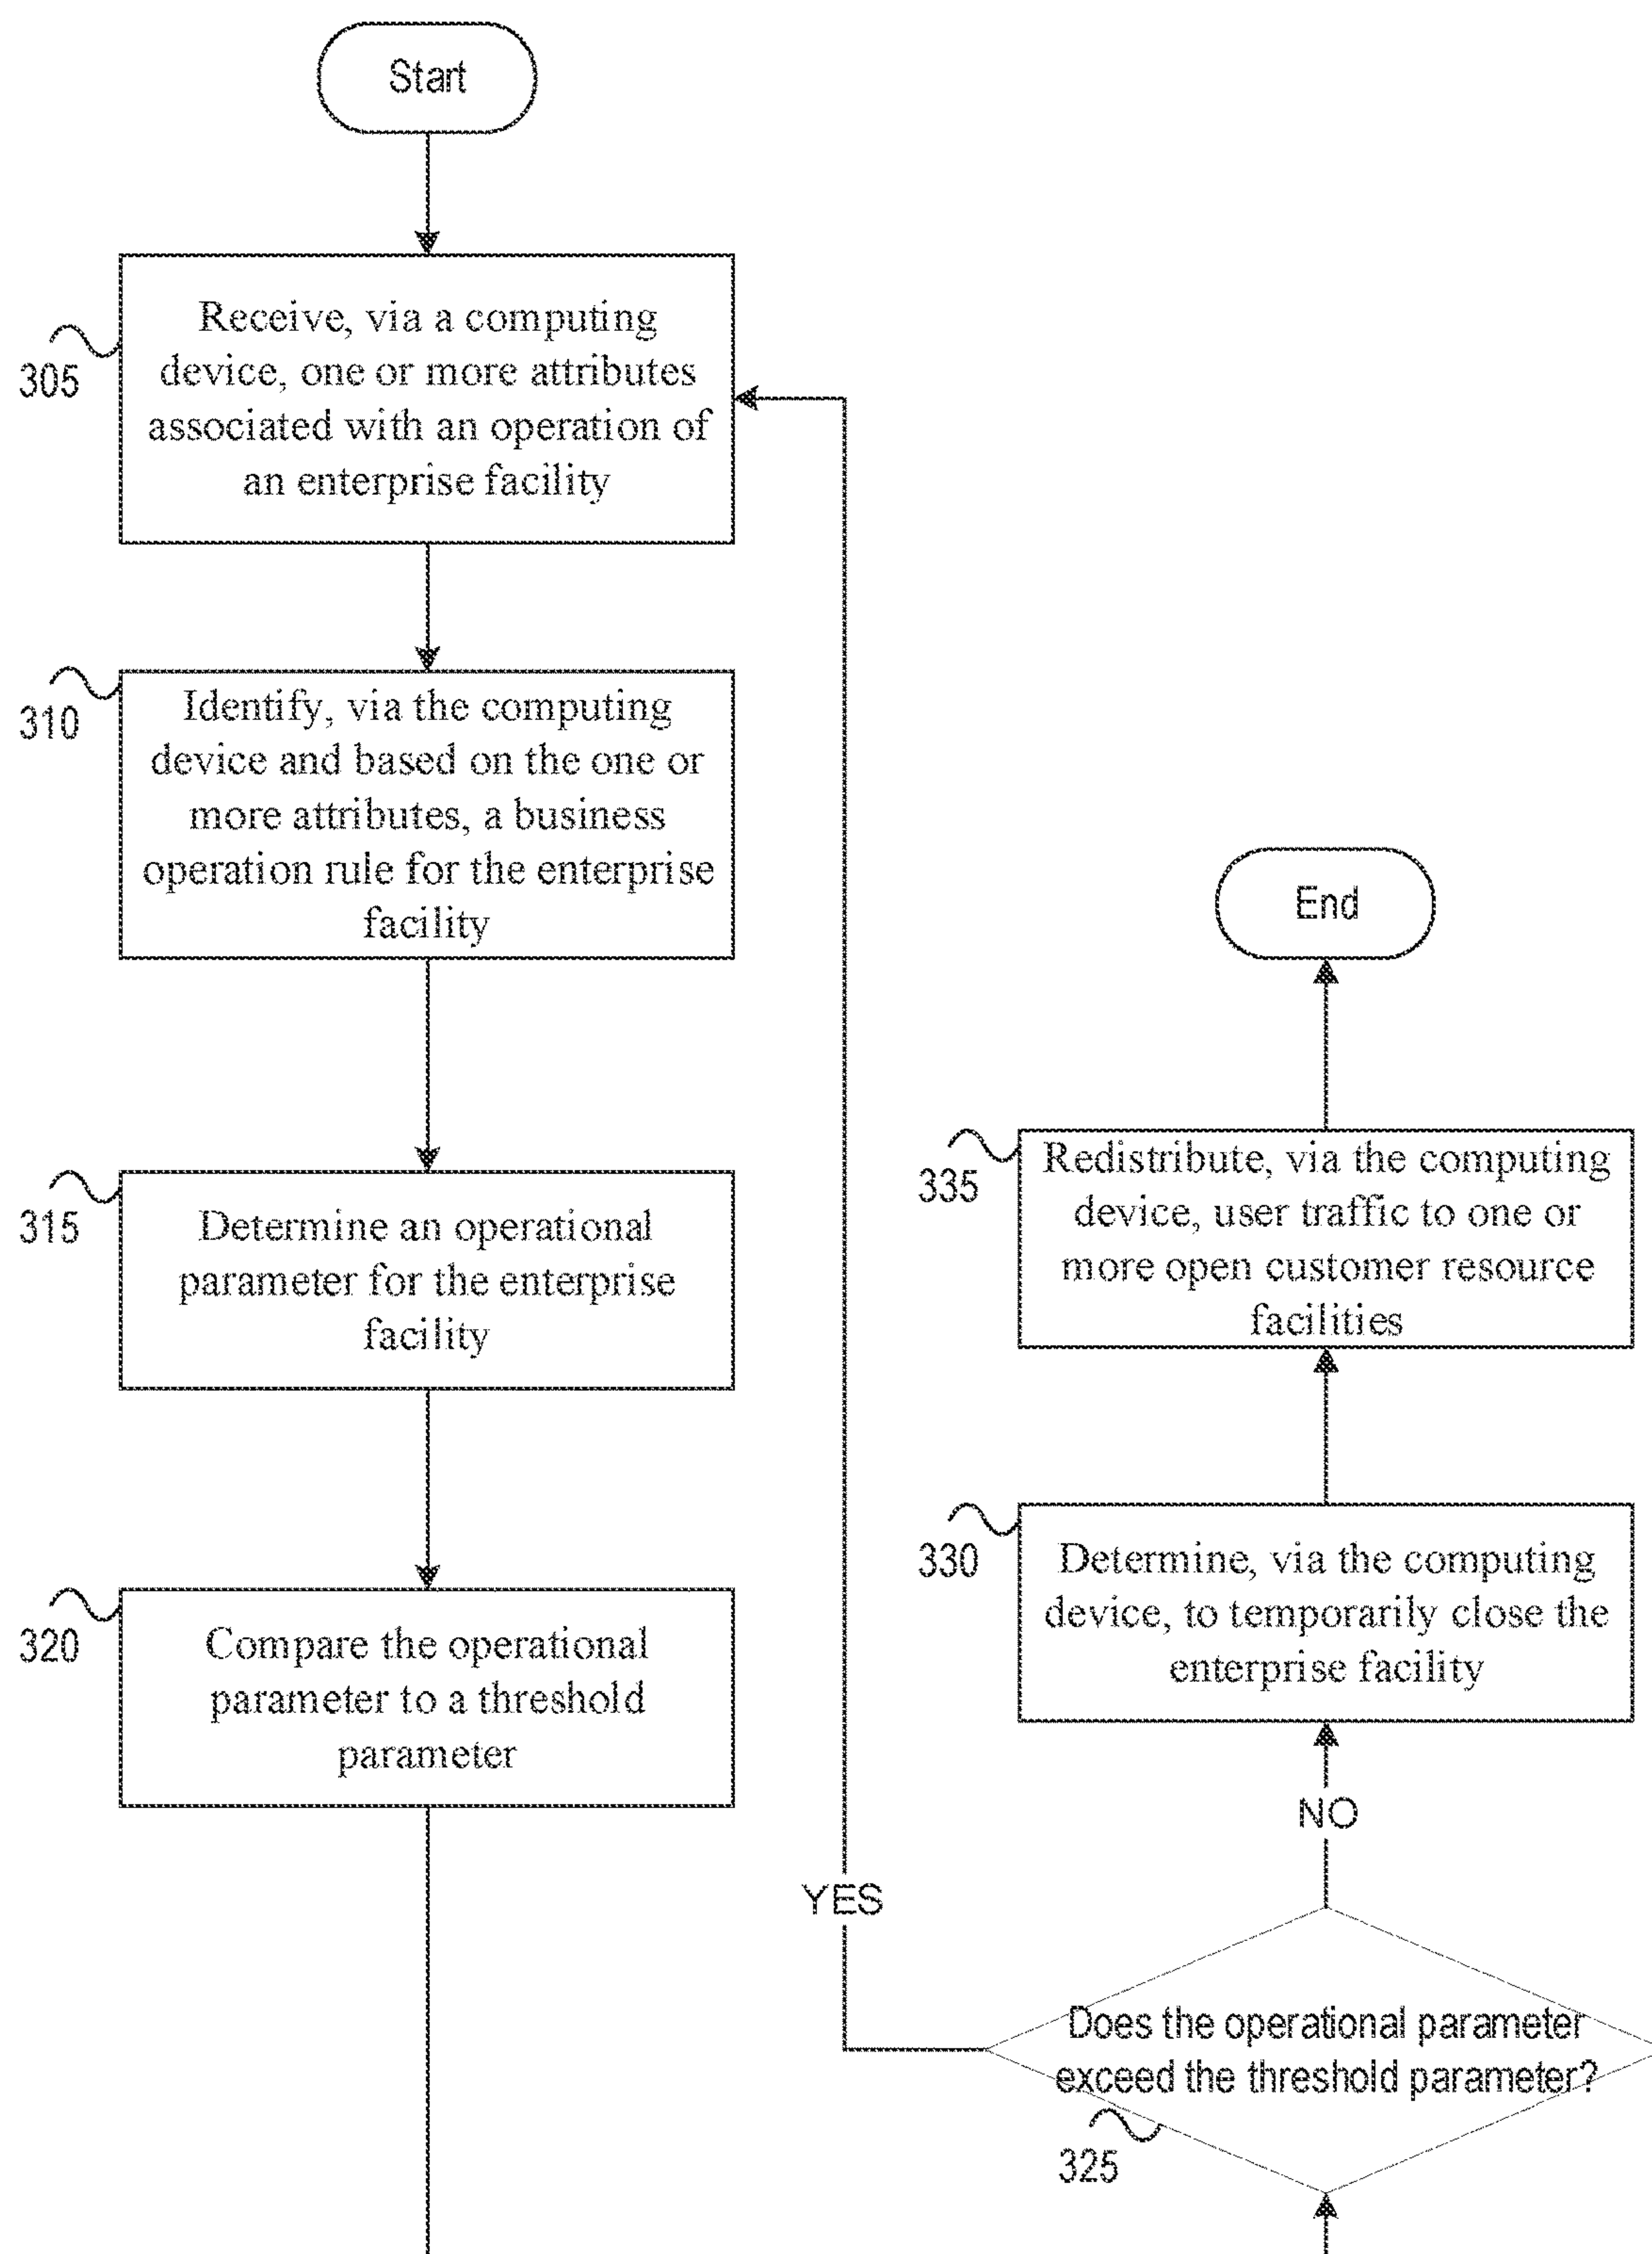 Start
305
Receive, via a computing
device, one or more attributes
associated with an operation of
an enterprise facility
310
Identify, via the computing
device and based on the one or
more attributes, a business
operation rule for the enterprise
facility
315
Determine an operational
parameter for the enterprise
facility
320
Compare the operational
parameter to a threshold
parameter
YES
Does the operational parameter
exceed the threshold parameter?
325
NO
330
Determine, via the computing
device, to temporarily close the
enterprise facility
335
Redistribute, via the computing
device, user traffic to one or
more open customer resource
facilities
End